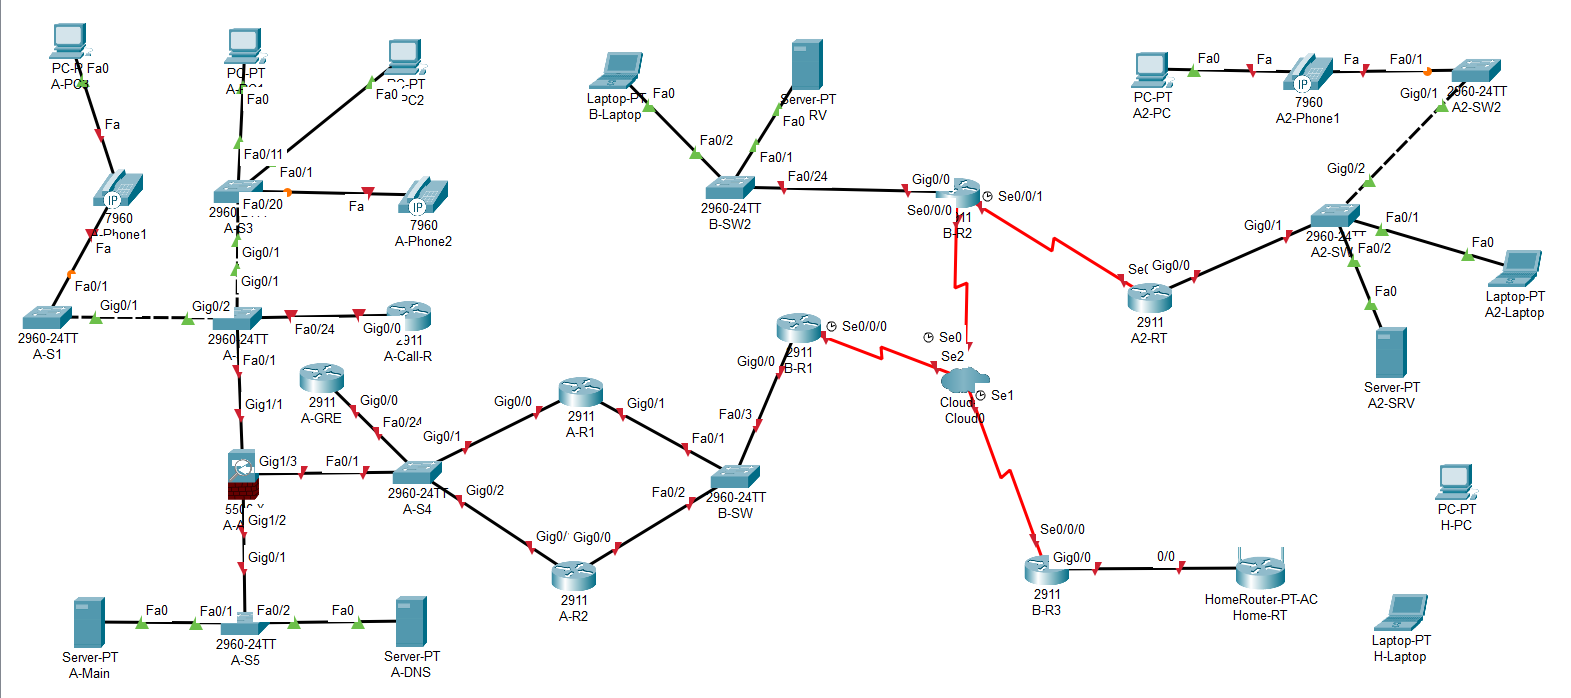 PC-P
A-PC
Fa0
Fa
7960
-Phone1
Fa
Fa0/1
2960-24TT
A-S1
Gig0/1
Gig0/2
PC-PT
Fa0
Fa0/11
PC2
Fa0
Fa0/1
Fa0/20
2960
A-S3
Fa
7960
A-Phone2
Gig0/1
Gig0/1
2960-24TT
A-
Fa0/24
Gig0/0
2911
A-Call-R
Fa0/1
Gig1/1
2911
A-GRE
Gig0/0
Fa0/24
Gig0/1
Gig1/3
Fa0/1
2960-24TT
A-S4
Gig0/2
Gig1/2
Gig0/1
Server-PT
A-Main
Fa0
Fa0/1
Fa0/2
Fa0
2960-24TT
A-S5
Server-PT
A-DNS
Gig0/0
2911
A-R1
Gig0/1
Fa0/1
Gig0/
Gig0/0
2911
A-R2
Fa0/2
2960-24TT
B-SW
Fa0/3
Gig0/0
2911
B-R1
Se0/0/0
Laptop-PT
B-Laptop
Fa0
Fa0/2
Server-PT
RV
Fa0
Fa0/1
2960-24TT
B-SW2
Fa0/24
Gig0/0
Se0/0/0
B-R2
Se0/0/1
Se0
Se2
Cloud
Cloud0
Se1
Se0/0/0
Gig0/0
2911
B-R3
0/0
HomeRouter-PT-AC
Home-RT
PC-PT
H-PC
Laptop-PT
H-Laptop
Gig0/0
2911
A2-RT
Gig0/1
2960-24TT
A2-SW
Gig0/2
Fa0/1
Fa0/2
Fa0
Laptop-PT
A2-Laptop
Fa0
Server-PT
A2-SRV
PC-PT
A2-PC
Fa0
Fa
7960
A2-Phone1
Fa
Fa0/1
2960-24TT
A2-SW2
Gig0/1